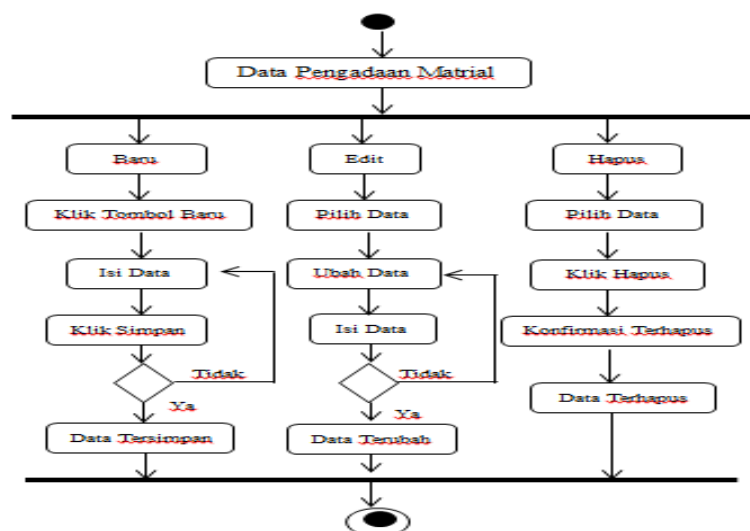 Data Pengadaan Matrial
Baru
Klik Tombol Baru
Isi Data
Klik Simpan
Tidak
Ya
Data Tersimpan
Edit
Pilih Data
Ubah Data
Isi Data
Tidak
Ya
Data Terubah
Hapus
Pilih Data
Klik Hapus
Konfirmasi Terhapus
Data Terhapus